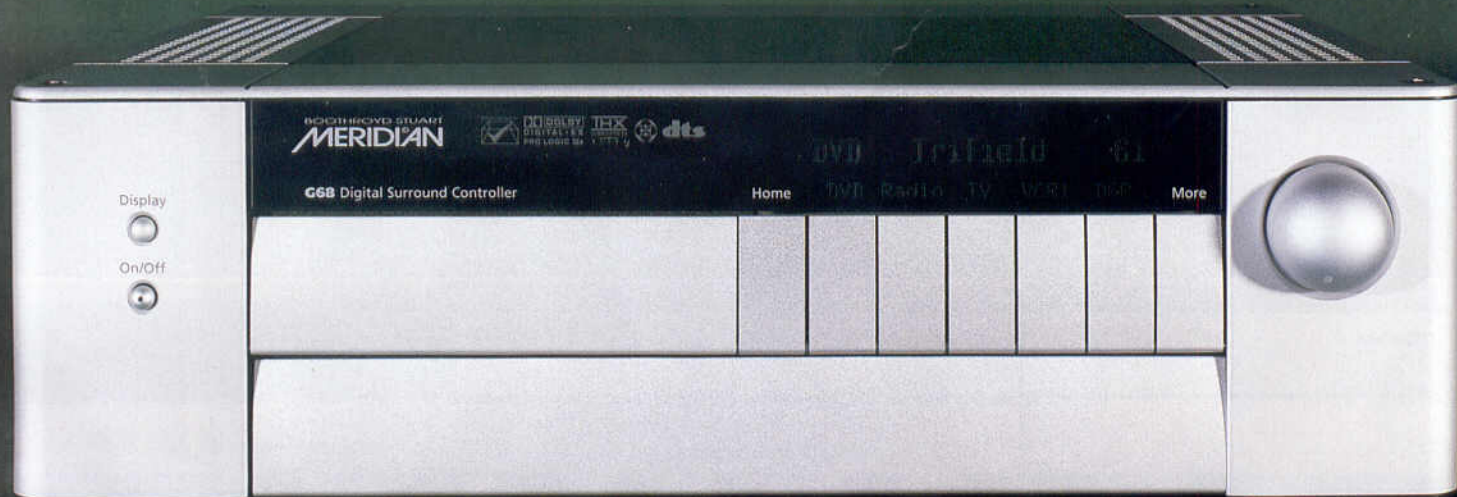 Display
On/Off
BOOTHROYD STUART
MERIDIAN
DOLBY
DIGITAL·EX
PRO LOGIC IIx
THX
dts
G68 Digital Surround Controller
DVD Trifield 61
Home
DVD Radio TV VCR1 DSP
More